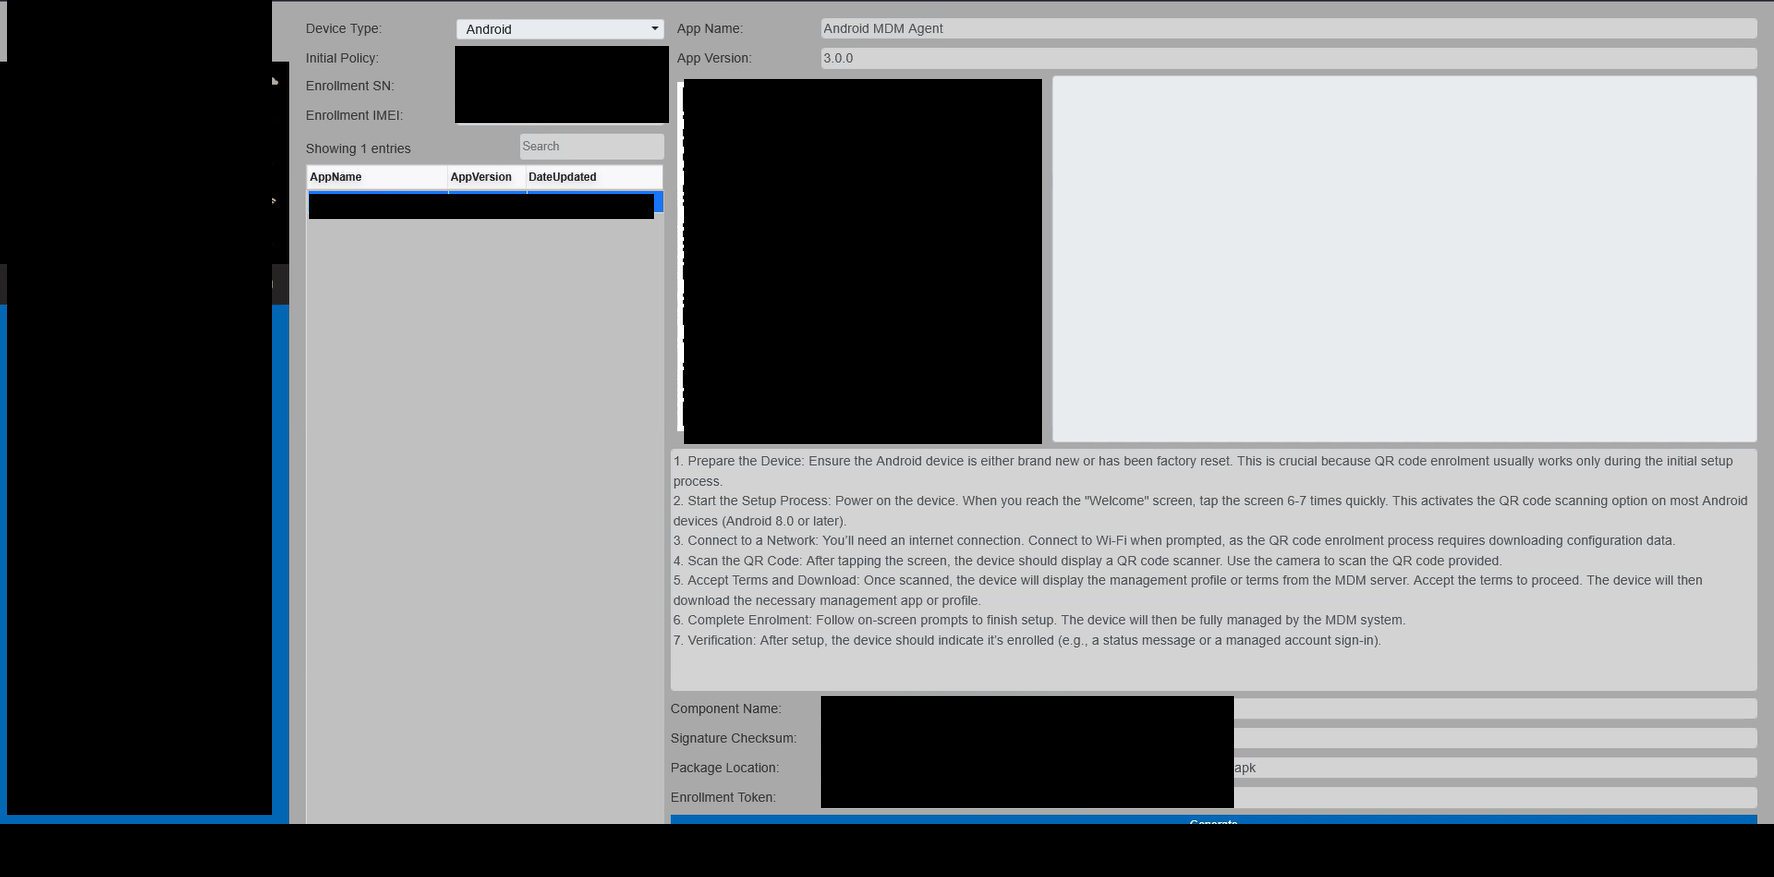 Device Type:
Android
App Name:
Android MDM Agent
Initial Policy:
App Version:
3.0.0
Enrollment SN:
Enrollment IMEI:
Showing 1 entries
Search
AppName
AppVersion
DateUpdated
1. Prepare the Device: Ensure the Android device is either brand new or has been factory reset. This is crucial because QR code enrolment usually works only during the initial setup
process.
2. Start the Setup Process: Power on the device. When you reach the "Welcome" screen, tap the screen 6-7 times quickly. This activates the QR code scanning option on most Android
devices (Android 8.0 or later).
3. Connect to a Network: You’ll need an internet connection. Connect to Wi-Fi when prompted, as the QR code enrolment process requires downloading configuration data.
4. Scan the QR Code: After tapping the screen, the device should display a QR code scanner. Use the camera to scan the QR code provided.
5. Accept Terms and Download: Once scanned, the device will display the management profile or terms from the MDM server. Accept the terms to proceed. The device will then
download the necessary management app or profile.
6. Complete Enrolment: Follow on-screen prompts to finish setup. The device will then be fully managed by the MDM system.
7. Verification: After setup, the device should indicate it’s enrolled (e.g., a status message or a managed account sign-in).
Component Name:
Signature Checksum:
Package Location:
apk
Enrollment Token:
Generate